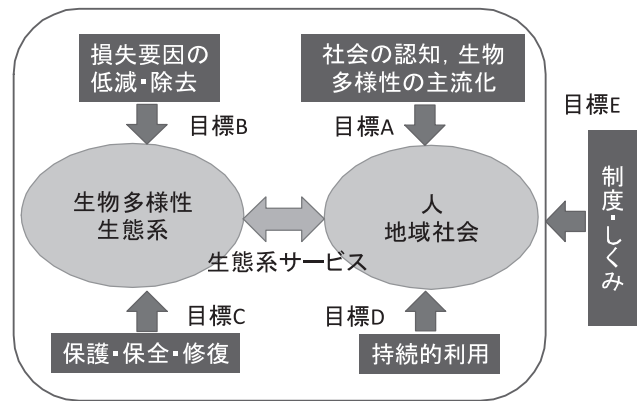 損失要因の
低減・除去
社会の認知，生物
多様性の主流化
目標B
目標A
目標E
生物多様性
生態系
人
地域社会
制度・しくみ
生態系サービス
目標C
目標D
保護・保全・修復
持続的利用